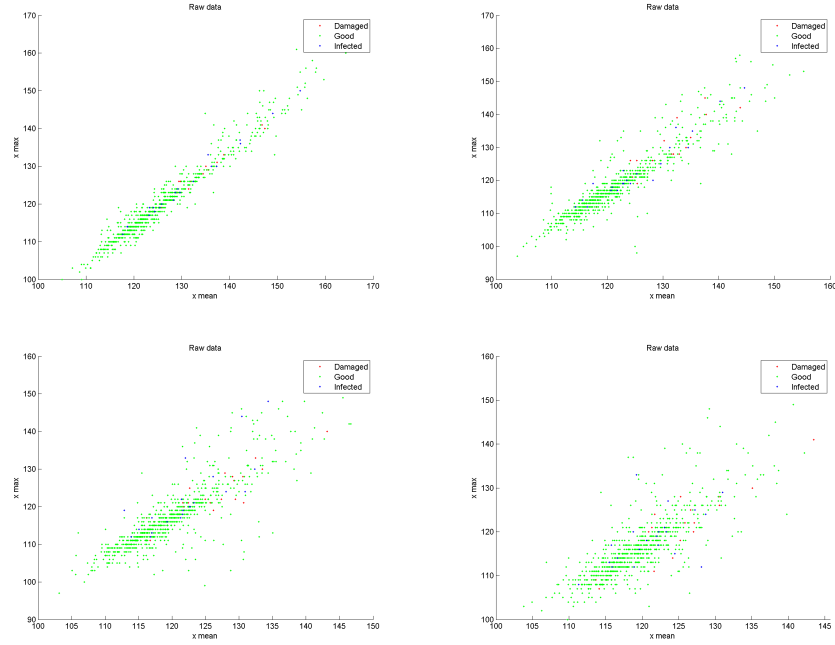 Raw data
170
160
150
140
130
120
110
100
x max
100 110 120 130 140 150 160 170
x mean
Damaged
Good
Infected
Raw data
170
160
150
140
130
120
110
100
90
x max
100 110 120 130 140 150 160
x mean
Damaged
Good
Infected
Raw data
160
150
140
130
120
110
100
90
x max
100 105 110 115 120 125 130 135 140 145 150
x mean
Damaged
Good
Infected
Raw data
160
150
140
130
120
110
100
x max
100 105 110 115 120 125 130 135 140 145
x mean
Damaged
Good
Infected